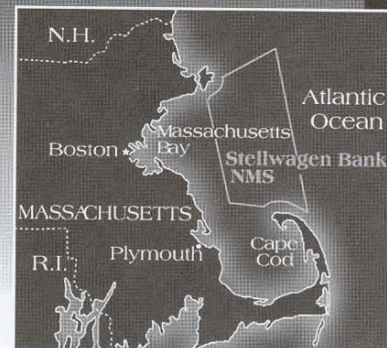 N.H.
Atlantic
Ocean
Massachusetts
Bay
Boston
Stellwagen Bank
NMS
MASSACHUSETTS
Plymouth
Cape
Cod
R.I.